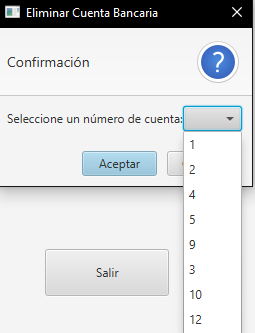 Eliminar Cuenta Bancaria
Confirmación
Seleccione un número de cuenta:
Aceptar
1
2
4
5
9
3
10
12
Salir